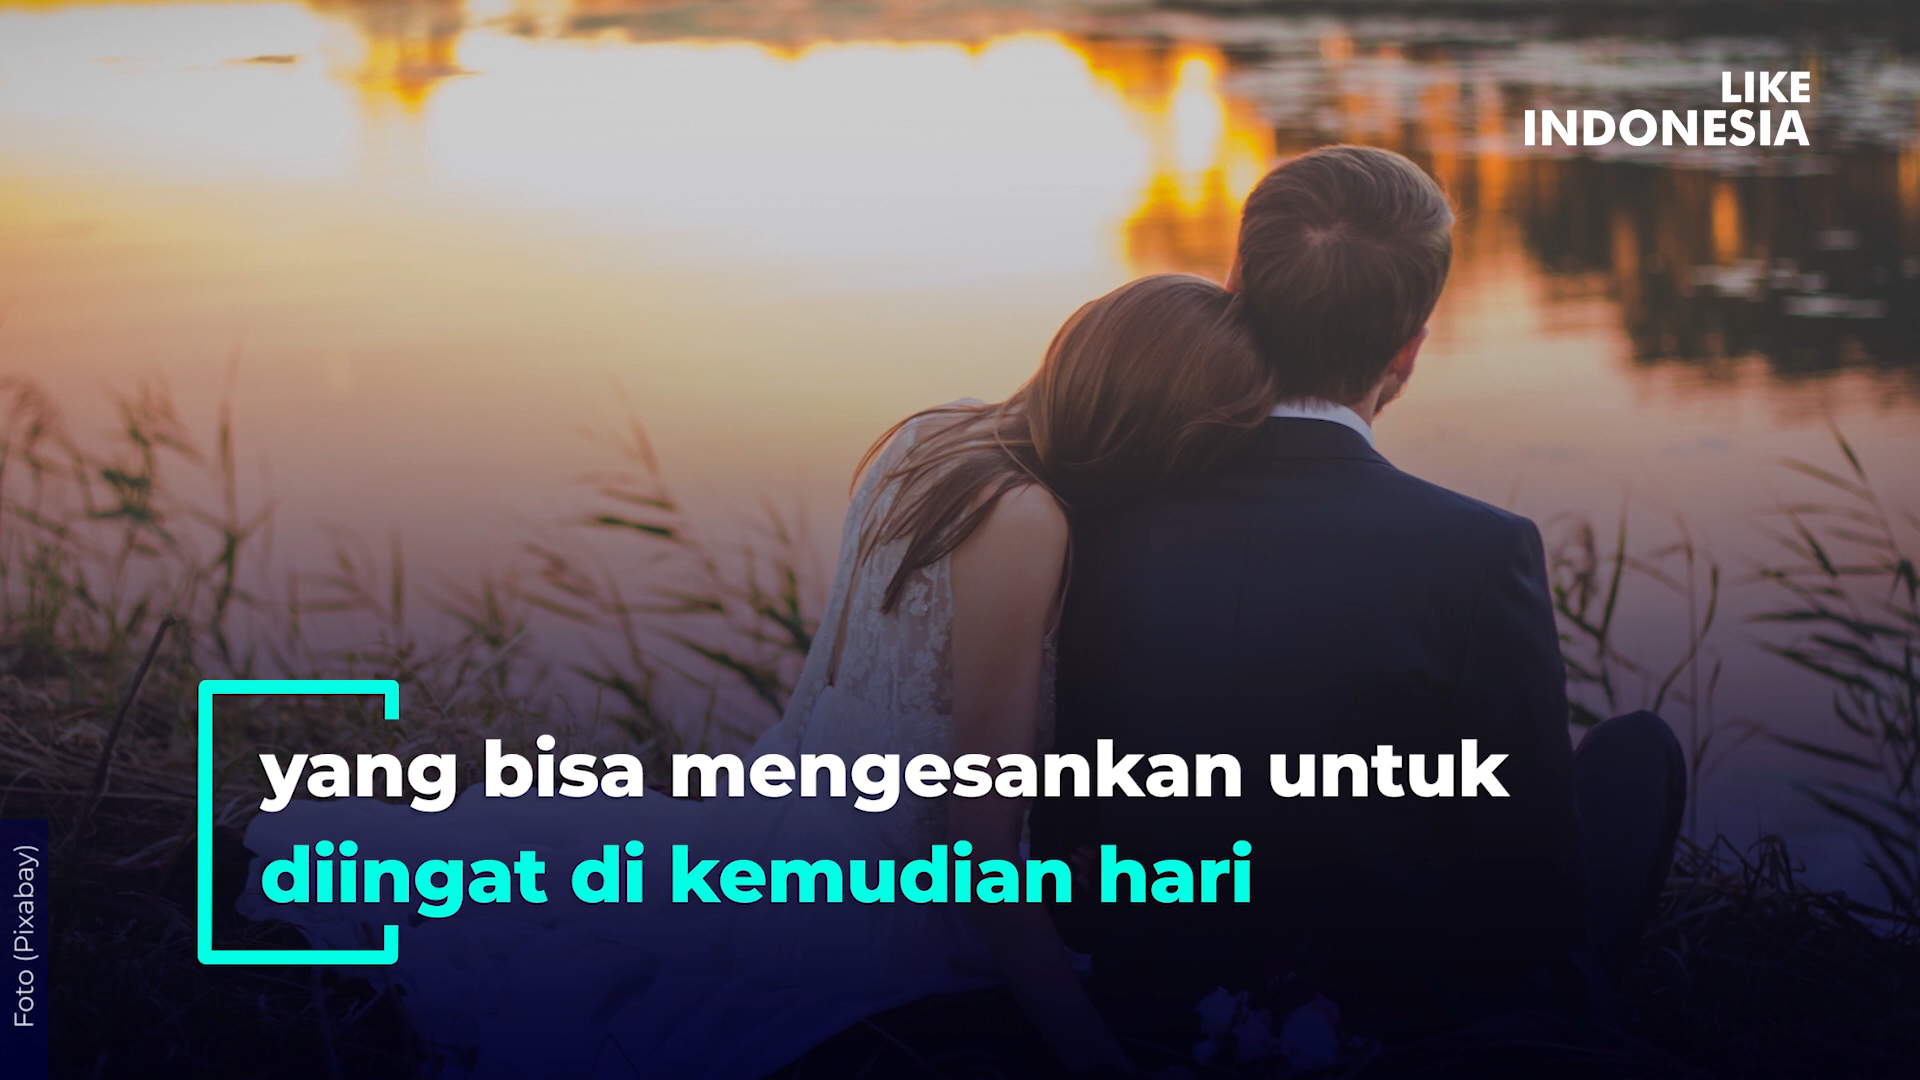 LIKE
INDONESIA
yang bisa mengesankan untuk
diingat di kemudian hari
Foto (Pixabay)